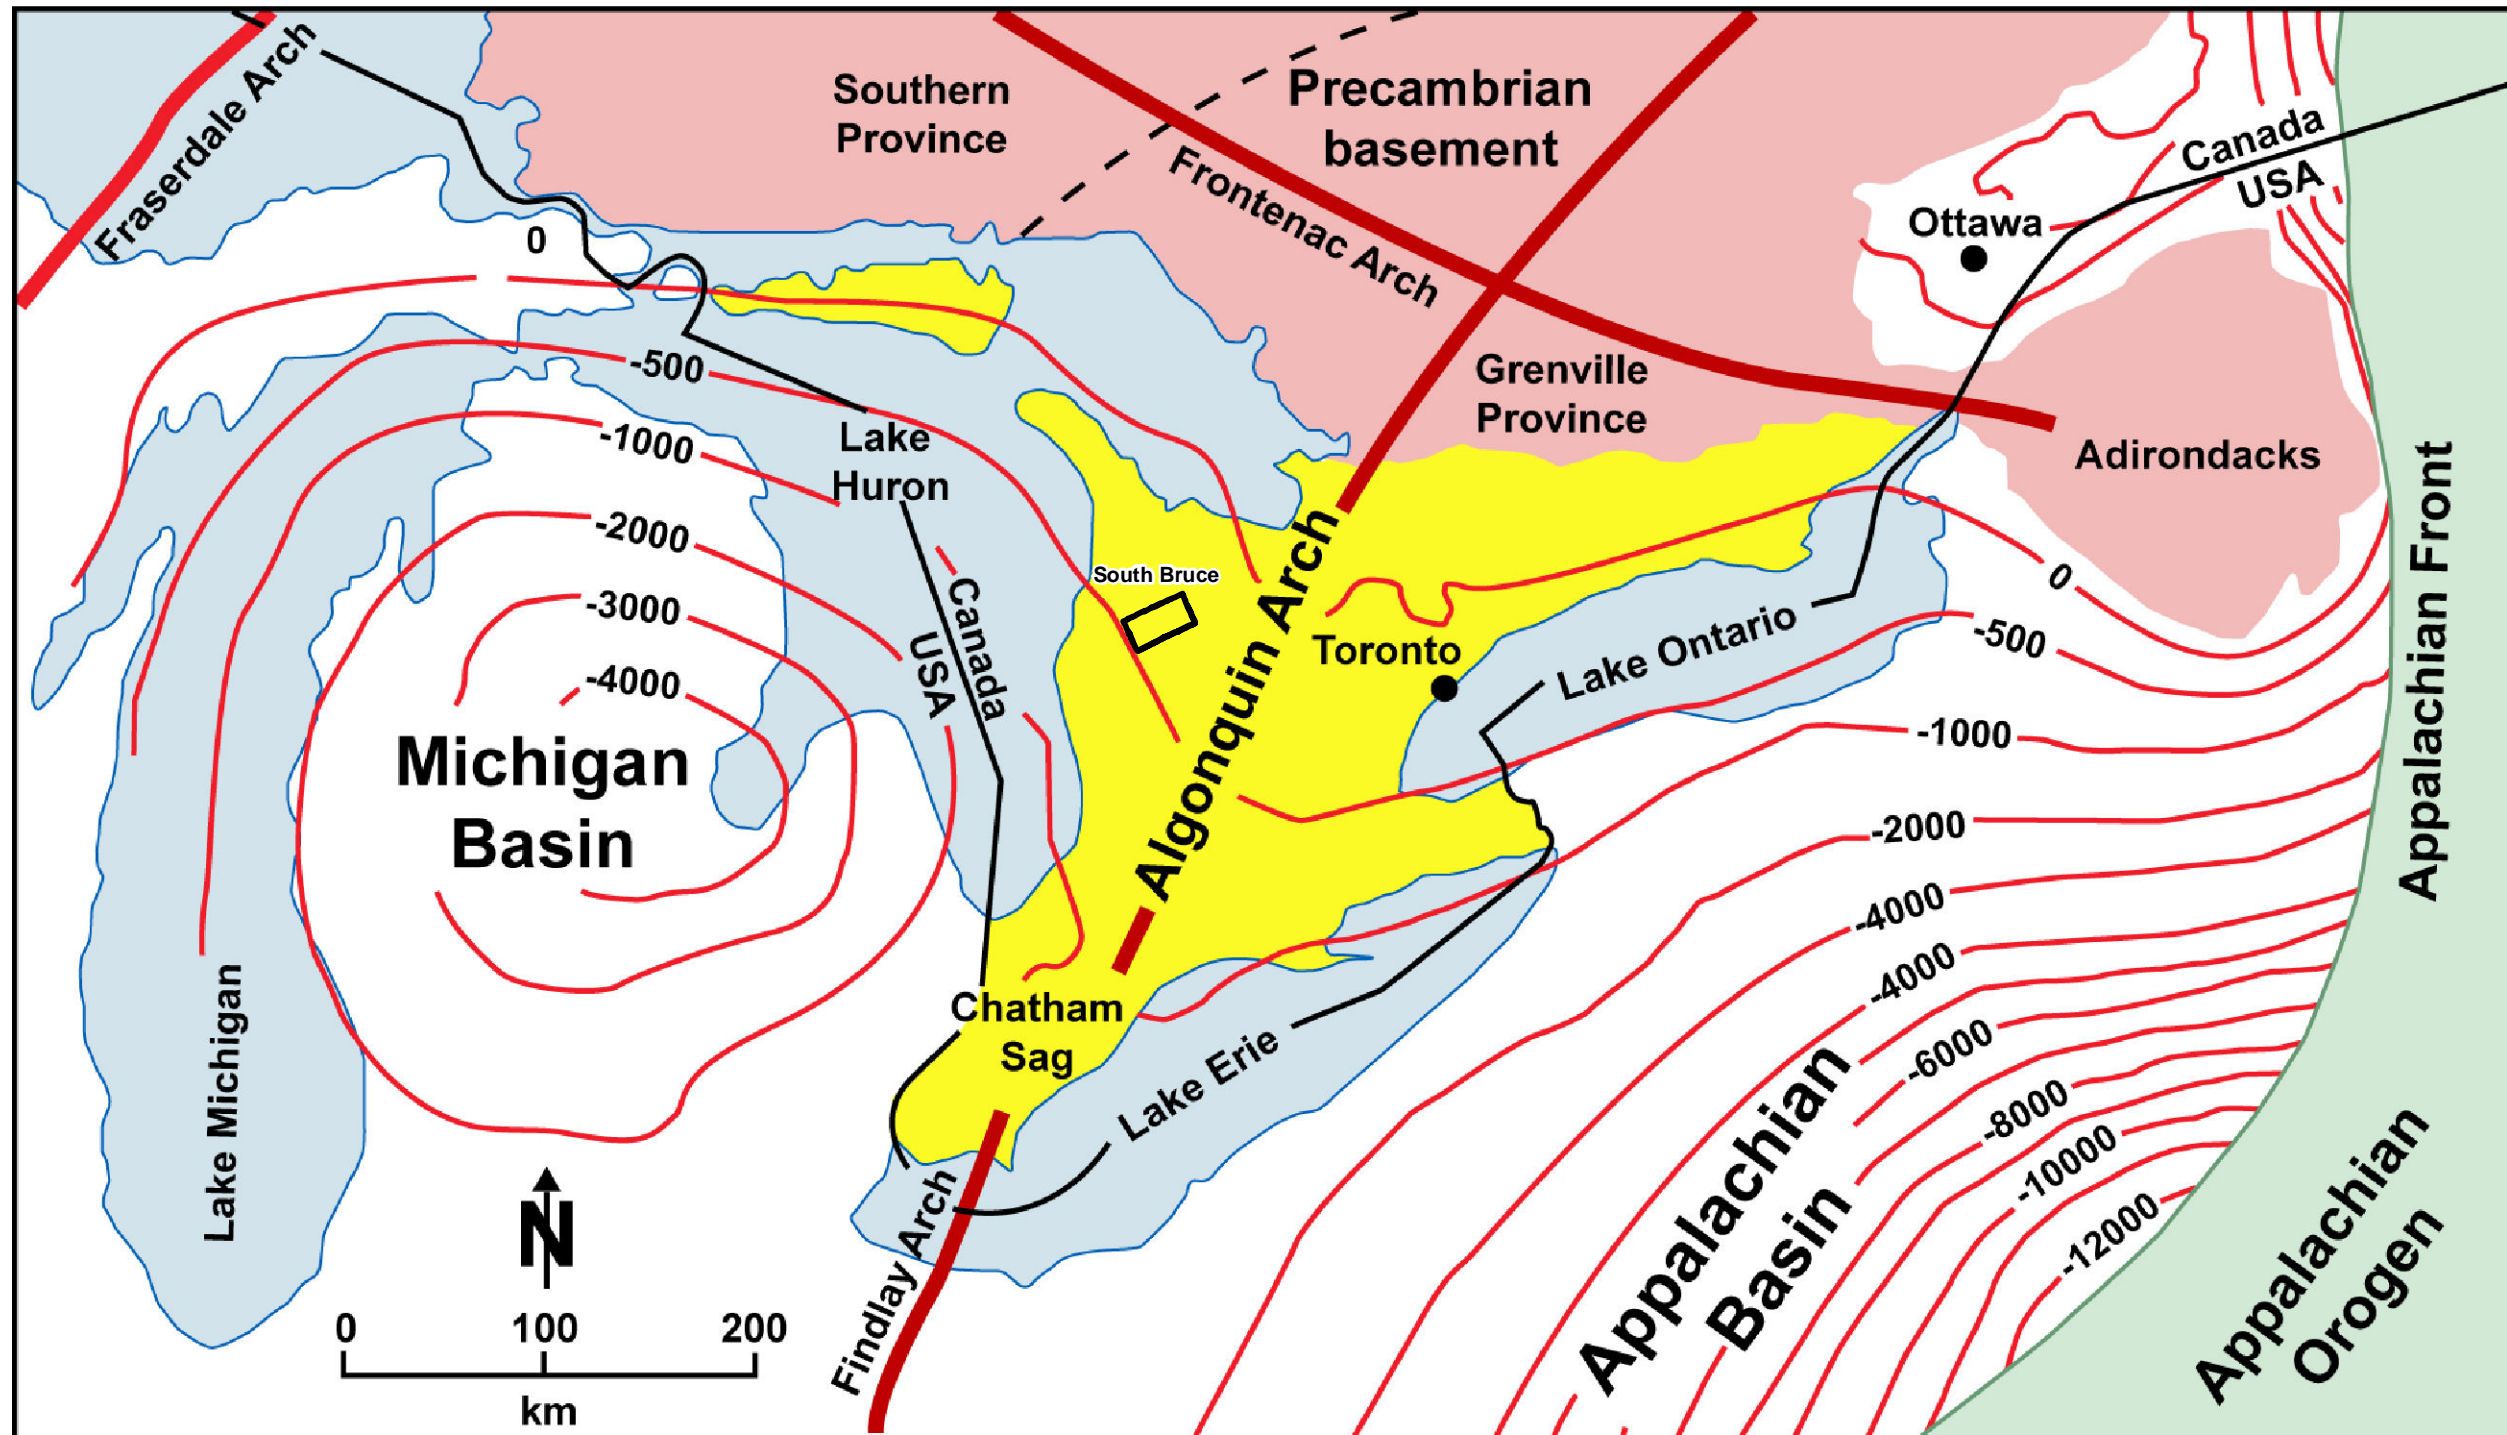 Fraserdale Arch
Southern
Province
Precambrian
basement
Frontenac Arch
Canada
USA
Ottawa
0
-500
-1000
-2000
-3000
-4000
Lake
Huron
Grenville
Province
Adirondacks
Appalachian Front
South Bruce
Canada
USA
Algonquin Arch
Toronto
Lake Ontario
0
-500
-1000
-2000
-4000
-4000
-6000
-8000
-10000
-12000
Michigan
Basin
Lake Michigan
Chatham
Sag
Lake Erie
Findlay Arch
Appalachian
Basin
Appalachian
Orogen
N
0 100 200
km